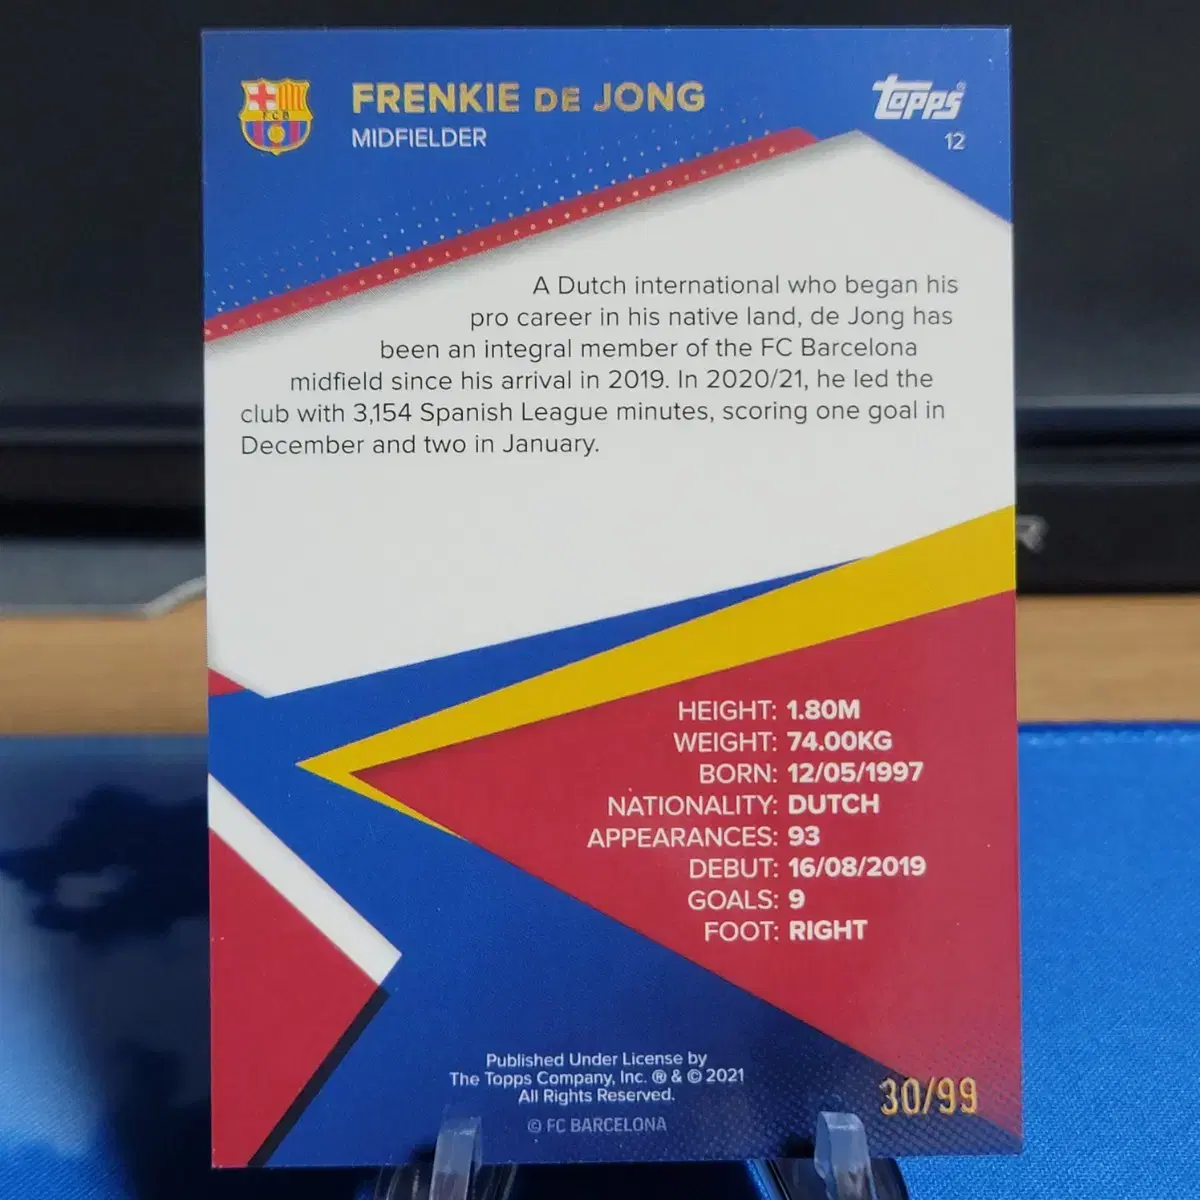 FCB
FRENKIE DE JONG
MIDFIELDER
Topps®
12
A Dutch international who began his
pro career in his native land, de Jong has
been an integral member of the FC Barcelona
midfield since his arrival in 2019. In 2020/21, he led the
club with 3,154 Spanish League minutes, scoring one goal in
December and two in January.
HEIGHT: 1.80M
WEIGHT: 74.00KG
BORN: 12/05/1997
NATIONALITY: DUTCH
APPEARANCES: 93
DEBUT: 16/08/2019
GOALS: 9
FOOT: RIGHT
Published Under License by
The Topps Company, Inc. ® & © 2021
All Rights Reserved.
© FC BARCELONA
30/99